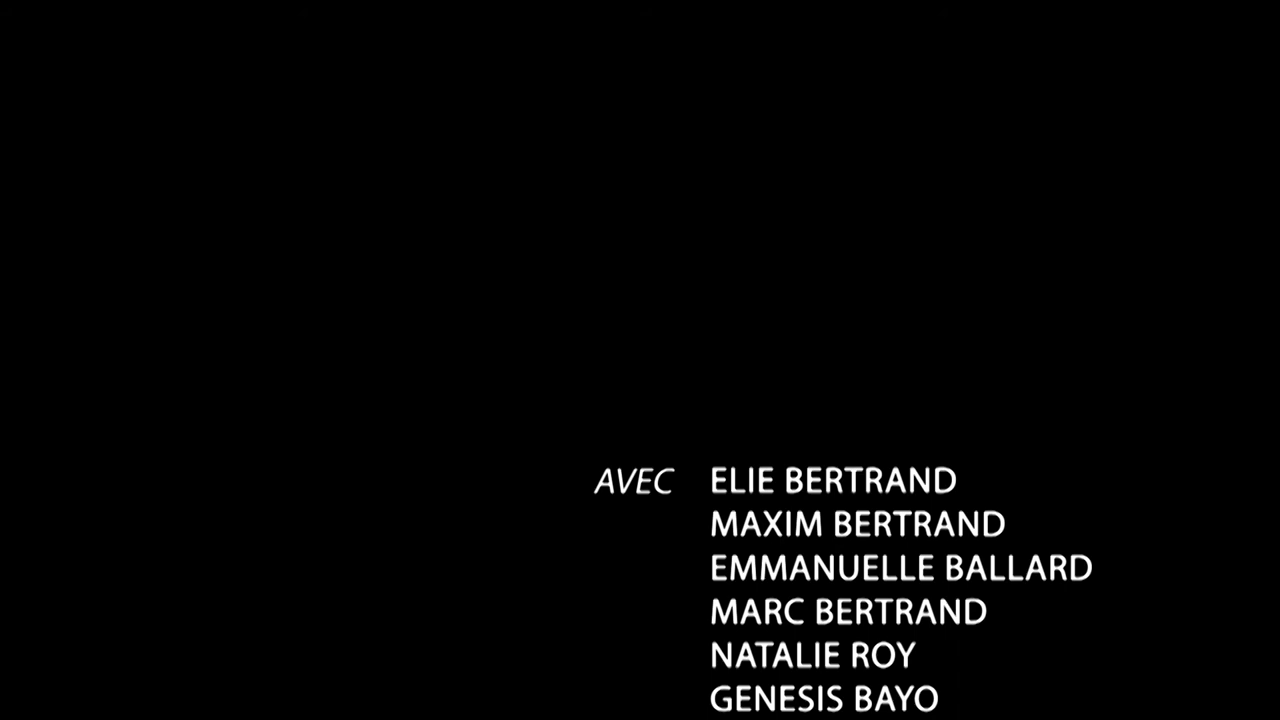 AVEC ELIE BERTRAND
MAXIM BERTRAND
EMMANUELLE BALLARD
MARC BERTRAND
NATALIE ROY
GENESIS BAYO